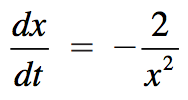 dx/dt = −2/x²